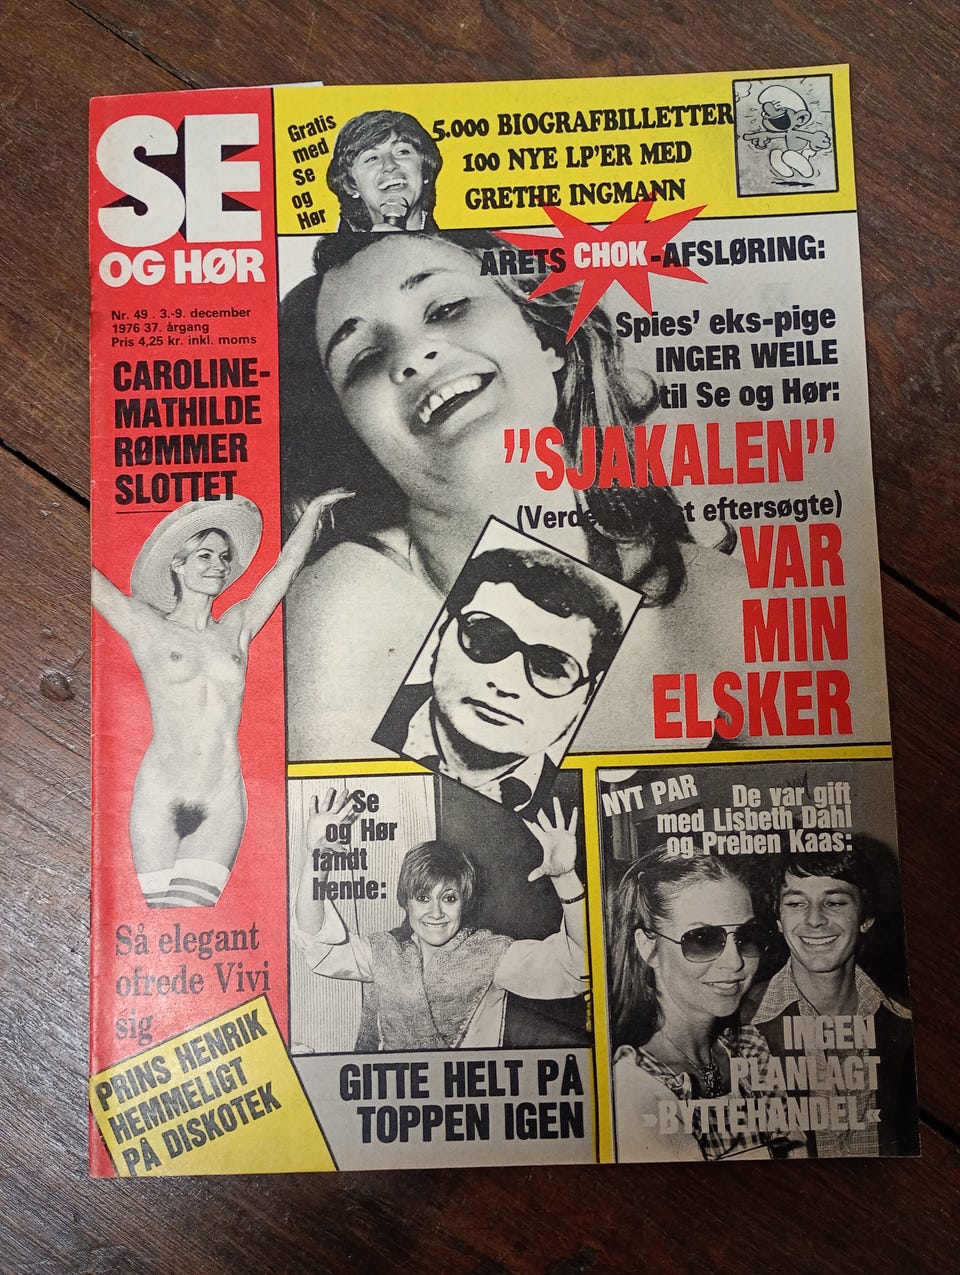 SE
OG HØR
Nr. 49 . 3.-9. december
1976 37. årgang
Pris 4,25 kr. inkl. moms
CAROLINE-
MATHILDE
RØMMER
SLOTTET
Så elegant
ofrede Vivi
sig
PRINS HENRIK
HEMMELIGT
PÅ DISKOTEK
Gratis
med
Se
og
Hør
5.000 BIOGRAFBILLETTER
100 NYE LP'ER MED
GRETHE INGMANN
ARETS CHOK-AFSLØRING:
Spies' eks-pige
INGER WEILE
til Se og Hør:
"SJAKALEN"
eftersøgte)
VAR
MIN
ELSKER
Se
og Hør
fandt
hende:
GITTE HELT PÅ
TOPPEN IGEN
NYT PAR
De var gift
med Lisbeth Dahl
og Preben Kaas:
INGEN
PLANLAGT
»BYTTEHANDEL«